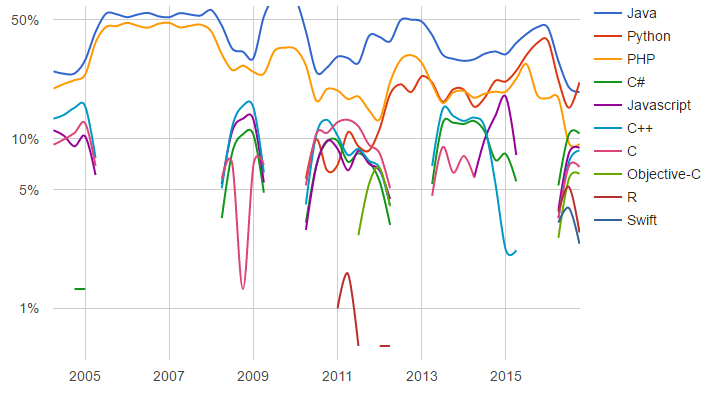 50%
10%
5%
1%
2005 2007 2009 2011 2013 2015
Java
Python
PHP
C#
Javascript
C++
C
Objective-C
R
Swift